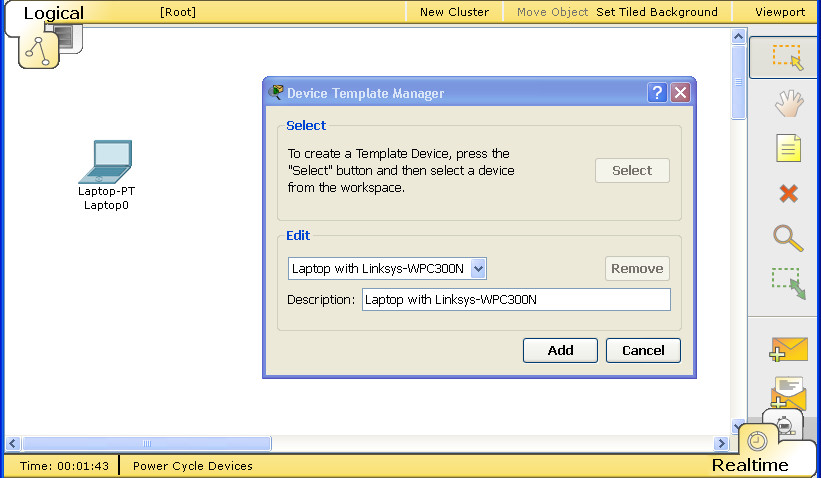 Logical
[Root]
New Cluster
Move Object
Set Tiled Background
Viewport
Device Template Manager
?
Select
To create a Template Device, press the
"Select" button and then select a device
from the workspace.
Select
Laptop-PT
Laptop0
Edit
Laptop with Linksys-WPC300N
Remove
Description:
Laptop with Linksys-WPC300N
Add
Cancel
Time: 00:01:43
Power Cycle Devices
Realtime